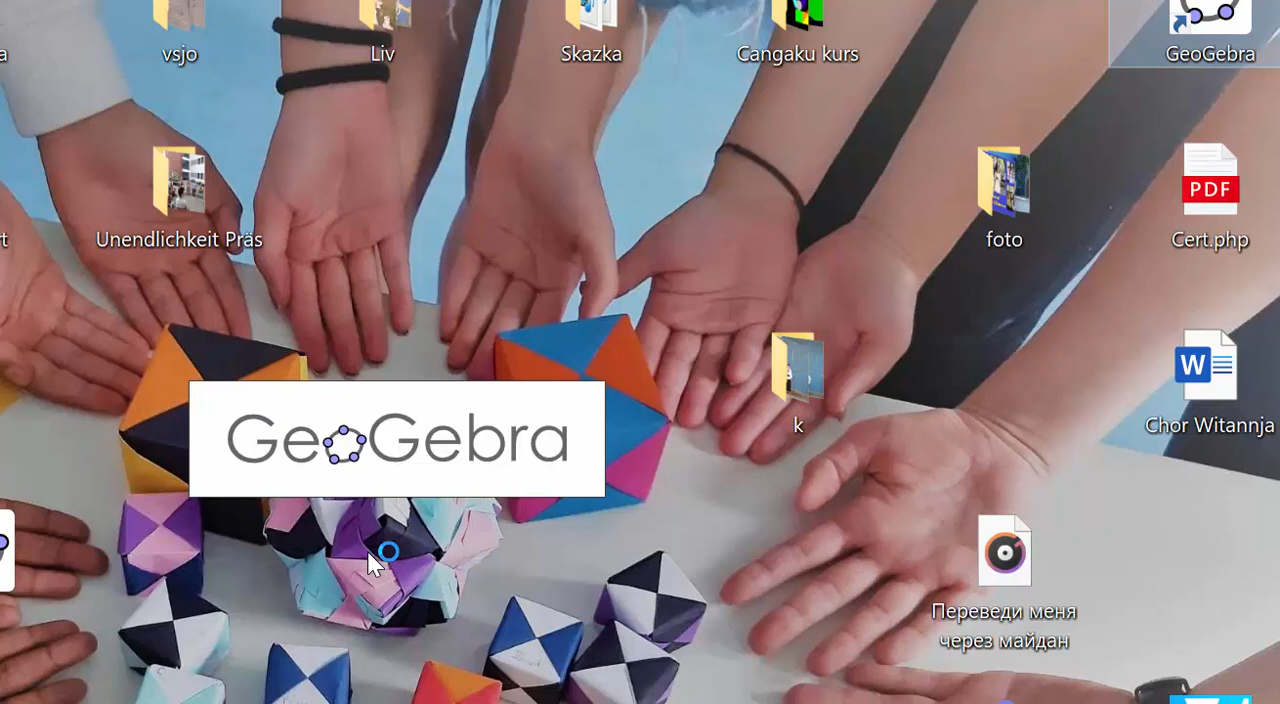 vsjo
Liv
Skazka
Cangaku kurs
GeoGebra
Unendlichkeit Präs
foto
PDF
Cert.php
GeoGebra
k
W
Chor Witannja
Переведи меня
через майдан